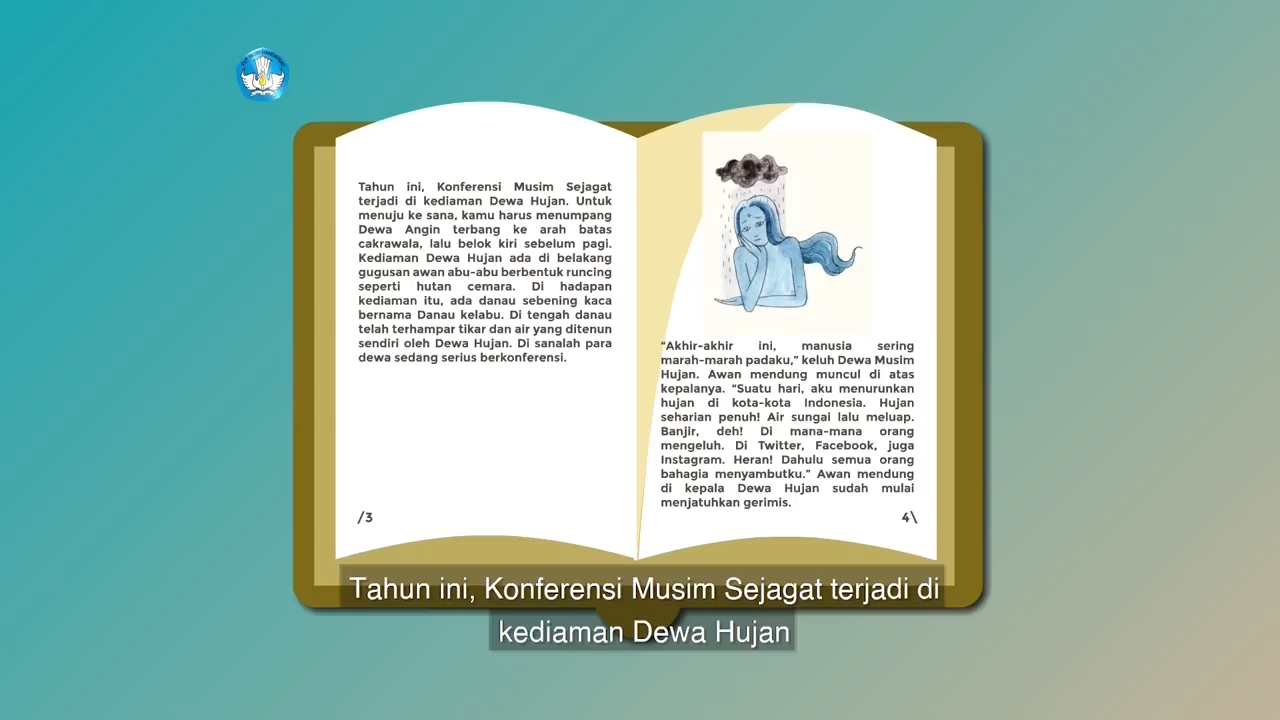 Tahun ini, Konferensi Musim Sejagat
terjadi di kediaman Dewa Hujan. Untuk
menuju ke sana, kamu harus menumpang
Dewa Angin terbang ke arah batas
cakrawala, lalu belok kiri sebelum pagi.
Kediaman Dewa Hujan ada di belakang
gugusan awan abu-abu berbentuk runcing
seperti hutan cemara. Di hadapan
kediaman itu, ada danau sebening kaca
bernama Danau kelabu. Di tengah danau
telah terhampar tikar dan air yang ditenun
sendiri oleh Dewa Hujan. Di sanalah para
dewa sedang serius berkonferensi.
/3
“Akhir-akhir ini, manusia sering
marah-marah padaku,” keluh Dewa Musim
Hujan. Awan mendung muncul di atas
kepalanya. “Suatu hari, aku menurunkan
hujan di kota-kota Indonesia. Hujan
seharian penuh! Air sungai lalu meluap.
Banjir, deh! Di mana-mana orang
mengeluh. Di Twitter, Facebook, juga
Instagram. Heran! Dahulu semua orang
bahagia menyambutku.” Awan mendung
di kepala Dewa Hujan sudah mulai
menjatuhkan gerimis.
4\
Tahun ini, Konferensi Musim Sejagat terjadi di
kediaman Dewa Hujan